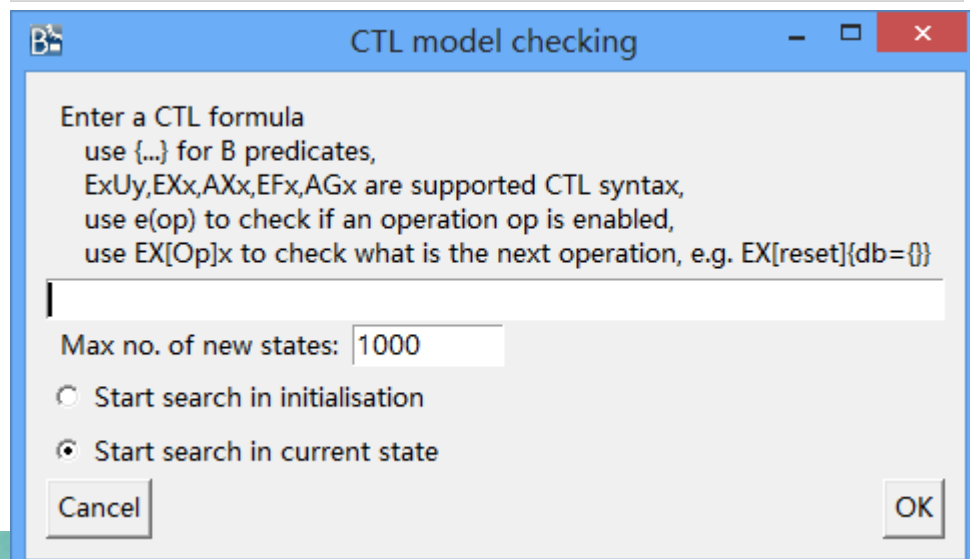 CTL model checking
Enter a CTL formula
use {...} for B predicates,
ExUy,EXx,AXx,EFx,AGx are supported CTL syntax,
use e(op) to check if an operation op is enabled,
use EX[Op]x to check what is the next operation, e.g. EX[reset]{db={}}
Max no. of new states: 1000
Start search in initialisation
Start search in current state
Cancel OK